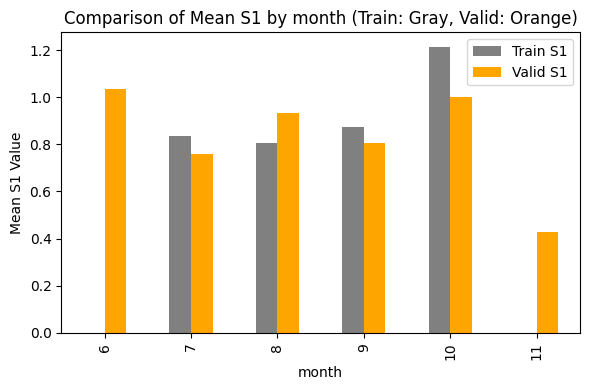 Comparison of Mean S1 by month (Train: Gray, Valid: Orange)
Train S1
Valid S1
Mean S1 Value
1.2
1.0
0.8
0.6
0.4
0.2
0.0
6
7
8
9
10
11
month